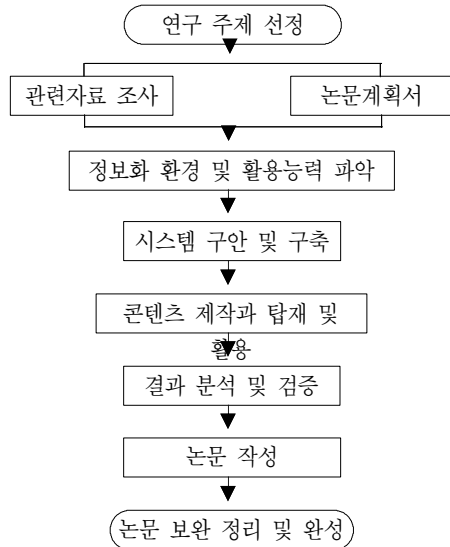 연구 주제 선정
관련자료 조사
논문계획서
정보화 환경 및 활용능력 파악
시스템 구안 및 구축
콘텐츠 제작과 탑재 및
활용
결과 분석 및 검증
논문 작성
논문 보완 정리 및 완성